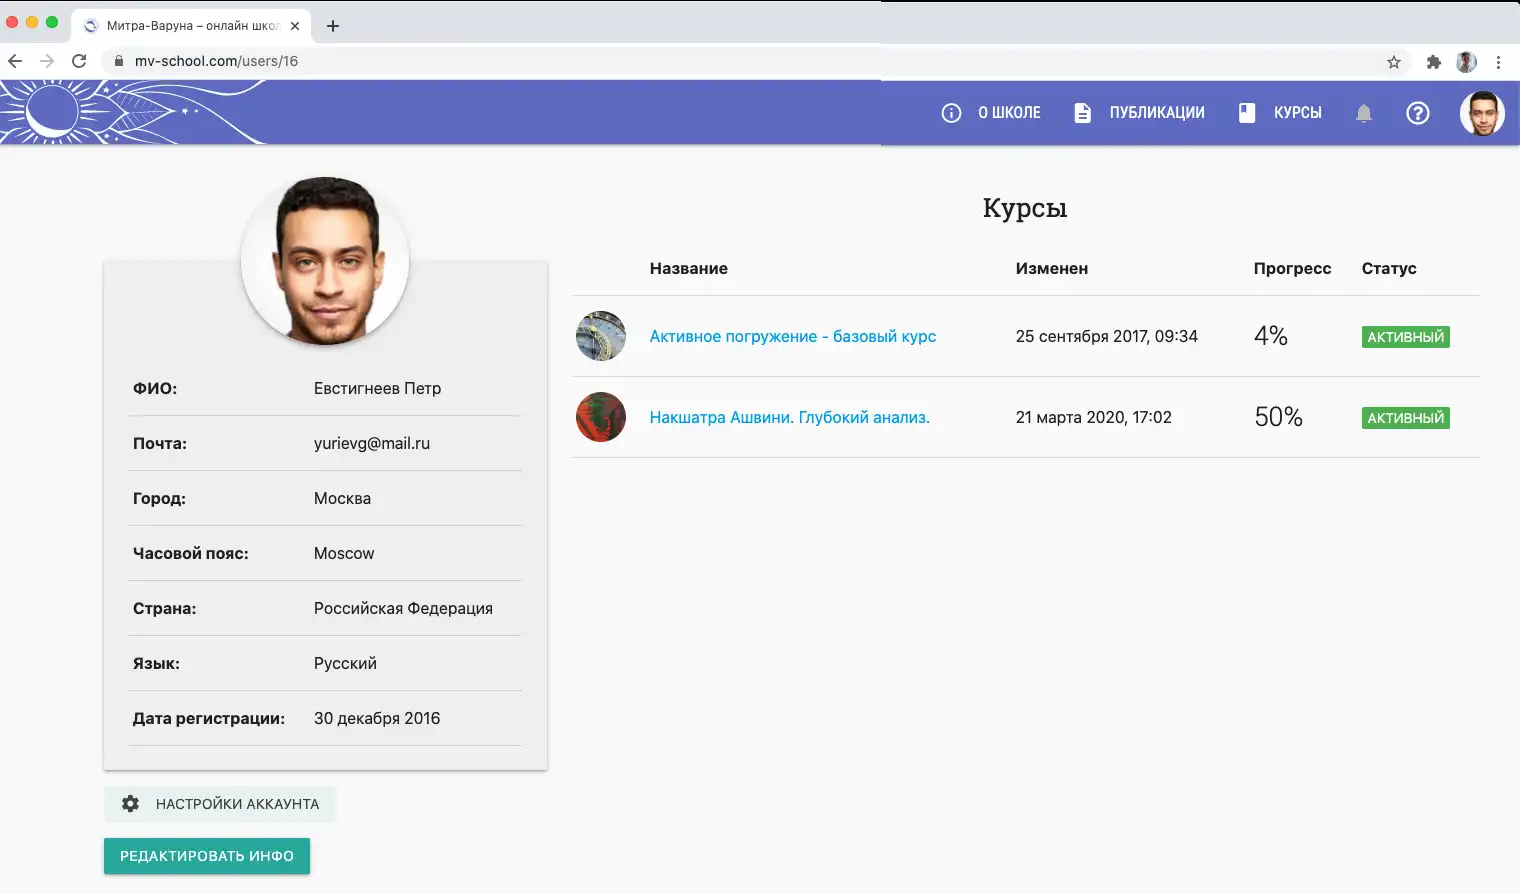 Митра-Варуна – онлайн шко
mv-school.com/users/16
О ШКОЛЕ
ПУБЛИКАЦИИ
КУРСЫ
Курсы
Название Изменен Прогресс Статус
Активное погружение - базовый курс 25 сентября 2017, 09:34 4% АКТИВНЫЙ
Накшатра Ашвини. Глубокий анализ. 21 марта 2020, 17:02 50% АКТИВНЫЙ
ФИО: Евстигнеев Петр
Почта: yurievg@mail.ru
Город: Москва
Часовой пояс: Moscow
Страна: Российская Федерация
Язык: Русский
Дата регистрации: 30 декабря 2016
НАСТРОЙКИ АККАУНТА
РЕДАКТИРОВАТЬ ИНФО